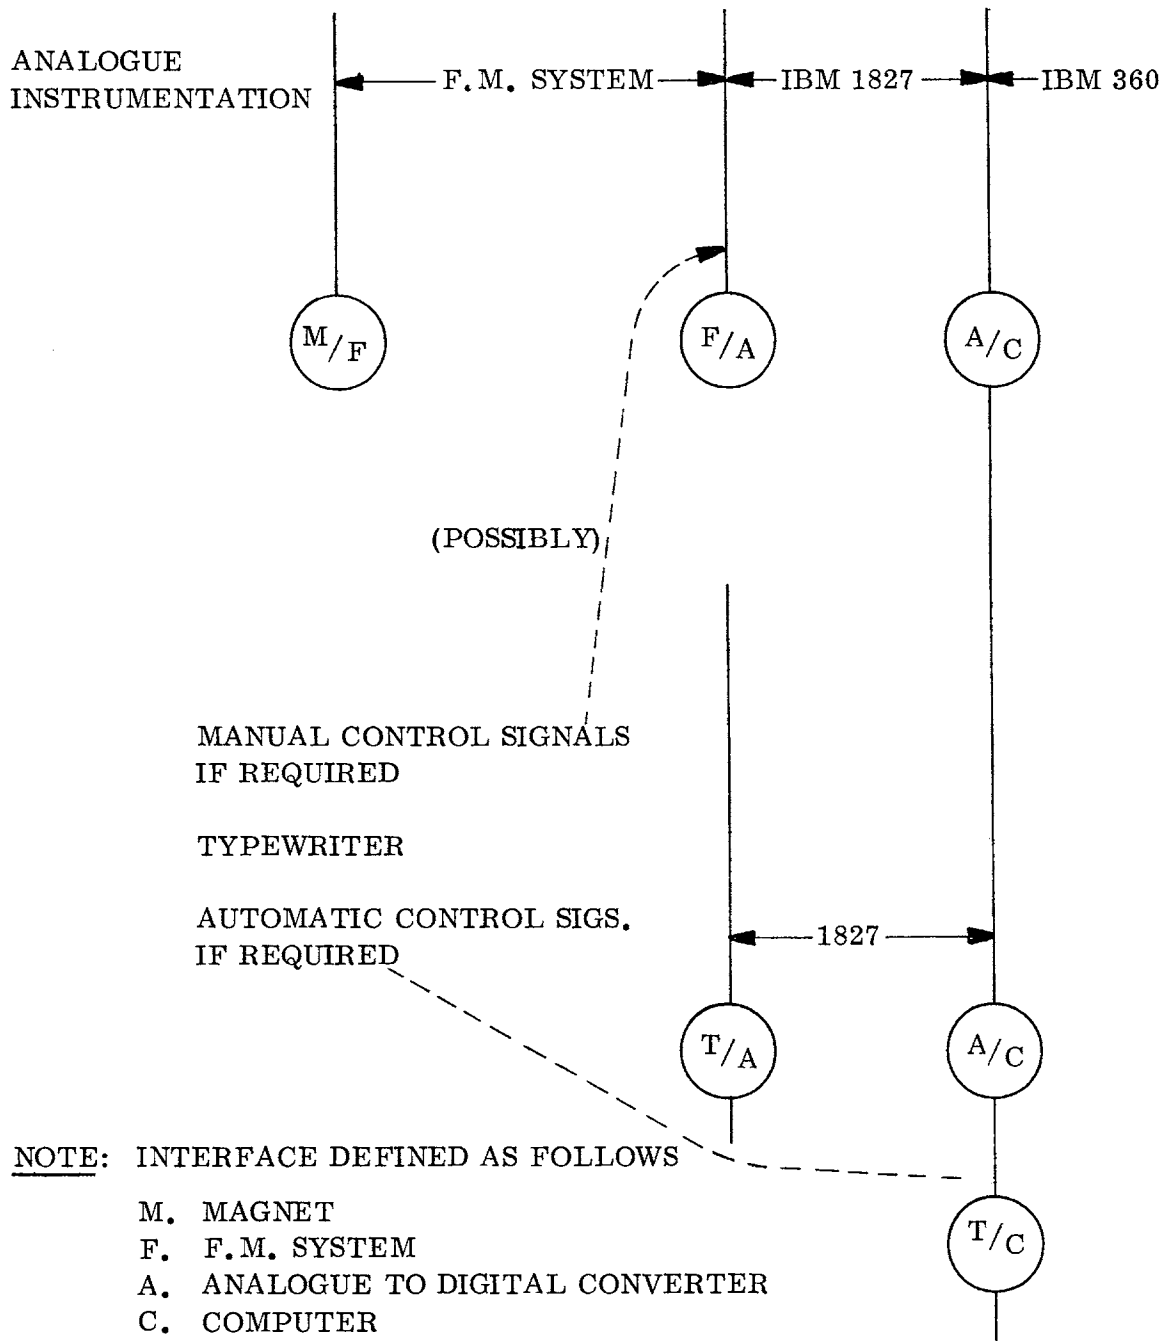 ANALOGUE
INSTRUMENTATION
F.M. SYSTEM
IBM 1827
IBM 360
M/F
F/A
A/C
(POSSIBLY)
MANUAL CONTROL SIGNALS
IF REQUIRED
TYPEWRITER
AUTOMATIC CONTROL SIGS.
IF REQUIRED
1827
T/A
A/C
NOTE: INTERFACE DEFINED AS FOLLOWS
M. MAGNET
F. F.M. SYSTEM
T/C
A. ANALOGUE TO DIGITAL CONVERTER
C. COMPUTER